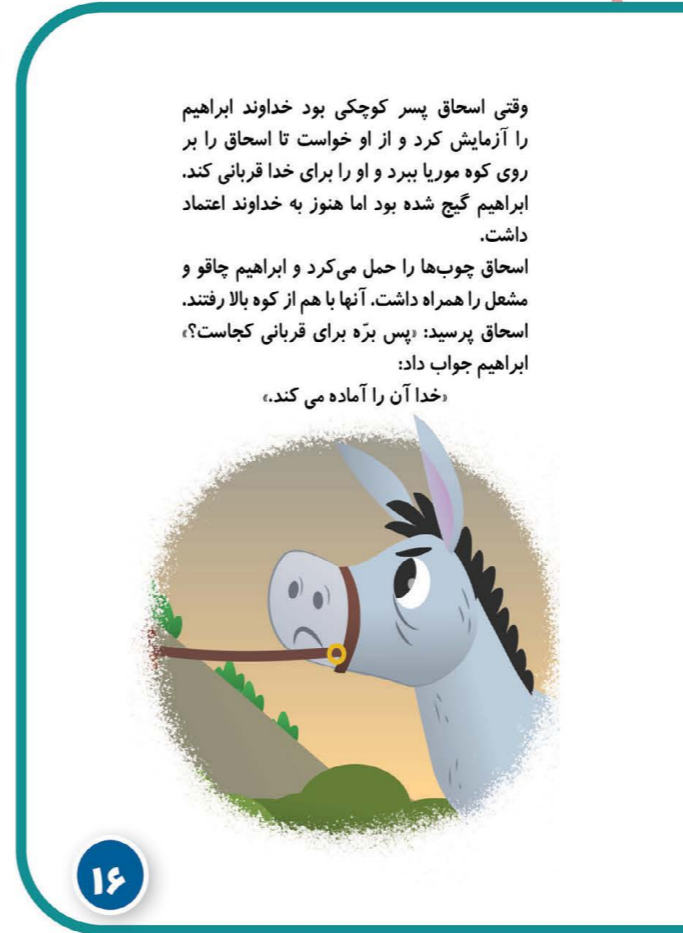 وقتی اسحاق پسر کوچکی بود خداوند ابراهیم
را آزمایش کرد و از او خواست تا اسحاق را بر
روی کوه موریا ببرد و او را برای خدا قربانی کند.
ابراهیم گیج شده بود اما هنوز به خداوند اعتماد
داشت.
اسحاق چوب‌ها را حمل می‌کرد و ابراهیم چاقو و
مشعل را همراه داشت. آنها با هم از کوه بالا رفتند.
اسحاق پرسید: «پس برّه برای قربانی کجاست؟»
ابراهیم جواب داد:
«خدا آن را آماده می کند.»
۱۶